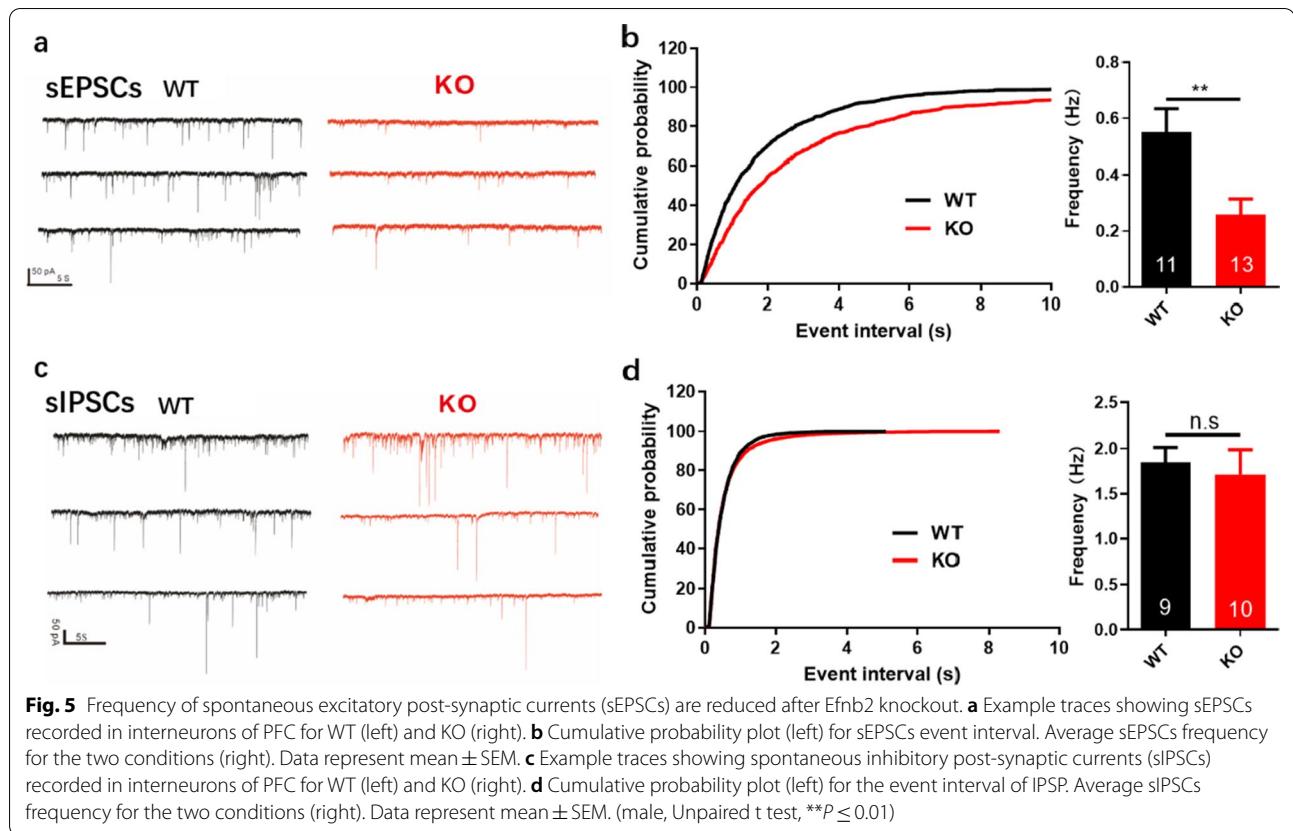 a
sEPSCs WT
KO
50 pA
5 S
b
120
100
80
60
40
20
0
Cumulative probability
WT
KO
0 2 4 6 8 10
Event interval (s)
0.8
0.6
0.4
0.2
0.0
Frequency (Hz)
**
11 13
WT KO
c
sIPSCs WT
KO
50 pA
5S
d
120
100
80
60
40
20
0
Cumulative probability
WT
KO
0 2 4 6 8 10
Event interval (s)
2.5
2.0
1.5
1.0
0.5
0.0
Frequency (Hz)
n.s
9 10
WT KO
Fig. 5 Frequency of spontaneous excitatory post-synaptic currents (sEPSCs) are reduced after Efnb2 knockout. a Example traces showing sEPSCs
recorded in interneurons of PFC for WT (left) and KO (right). b Cumulative probability plot (left) for sEPSCs event interval. Average sEPSCs frequency
for the two conditions (right). Data represent mean ± SEM. c Example traces showing spontaneous inhibitory post-synaptic currents (sIPSCs)
recorded in interneurons of PFC for WT (left) and KO (right). d Cumulative probability plot (left) for the event interval of IPSP. Average sIPSCs
frequency for the two conditions (right). Data represent mean ± SEM. (male, Unpaired t test, **P ≤ 0.01)